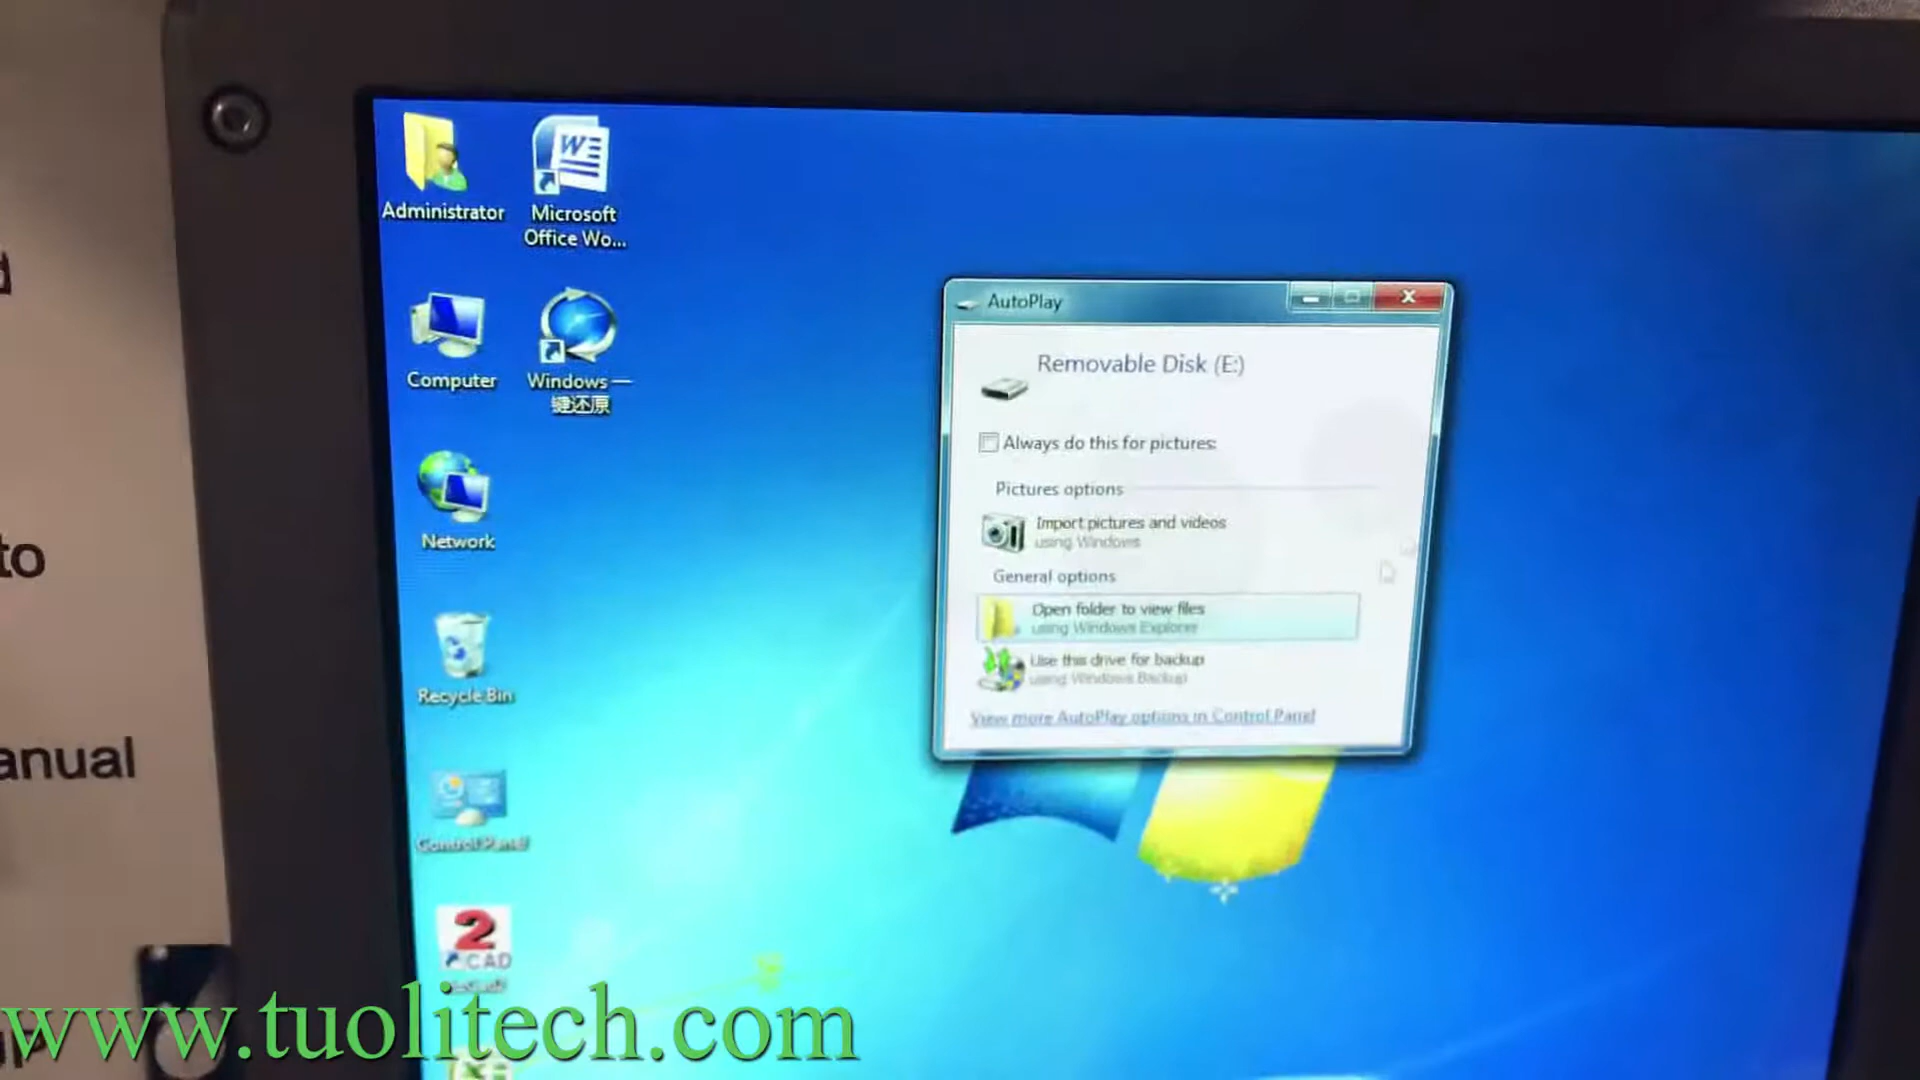 Administrator
Microsoft
Office Wo...
Computer
Windows 一
键还原
Network
Recycle Bin
Control Panel
2
CAD
AutoPlay
Removable Disk (E:)
Always do this for pictures:
Pictures options
Import pictures and videos
using Windows
General options
Open folder to view files
using Windows Explorer
Use this drive for backup
using Windows Backup
View more AutoPlay options in Control Panel
to
anual
www.tuolitech.com